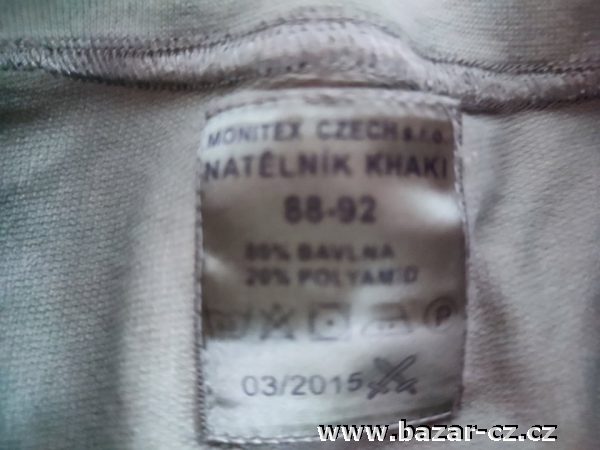 MONITEX CZECH s.r.o.
NATĚLNÍK KHAKI
88-92
80% BAVLNA
20% POLYAMID
P
03/2015
www.bazar-cz.cz